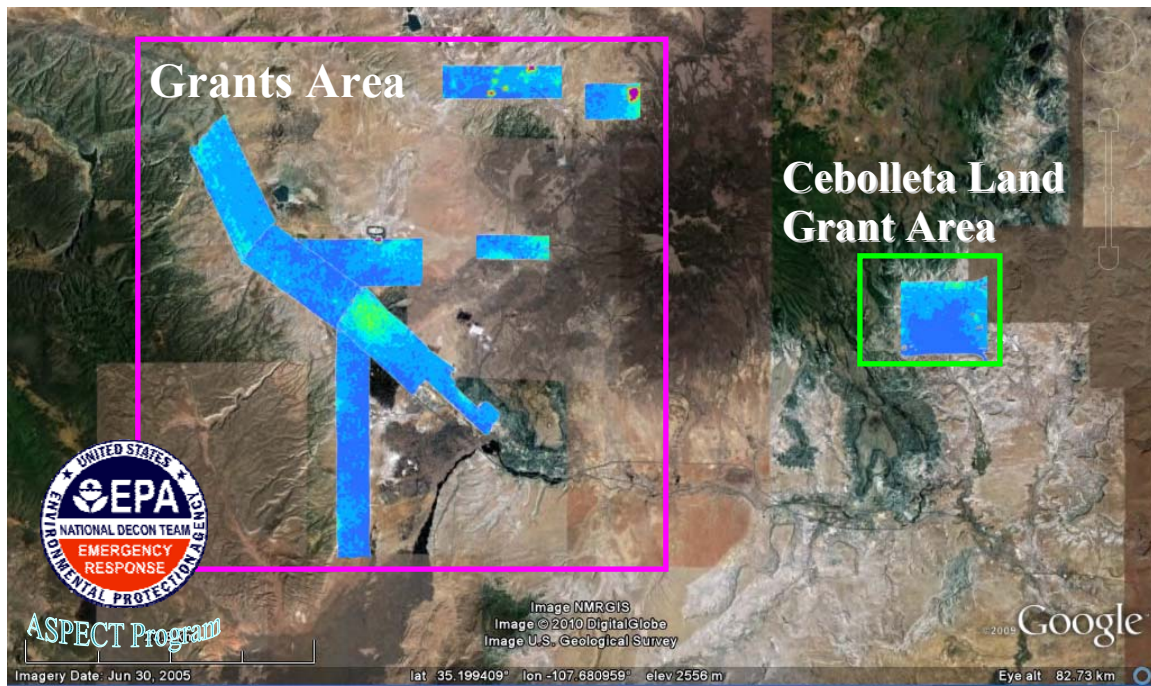 Grants Area
Cebolleta Land
Grant Area
UNITED STATES
EPA
NATIONAL DECON TEAM
EMERGENCY
RESPONSE
ENVIRONMENTAL PROTECTION AGENCY
ASPECT Program
Image NMRGIS
Image © 2010 DigitalGlobe
Image U.S. Geological Survey
©2009 Google
Imagery Date: Jun 30, 2005 lat 35.199409° lon -107.680959° elev 2556 m Eye alt 82.73 km